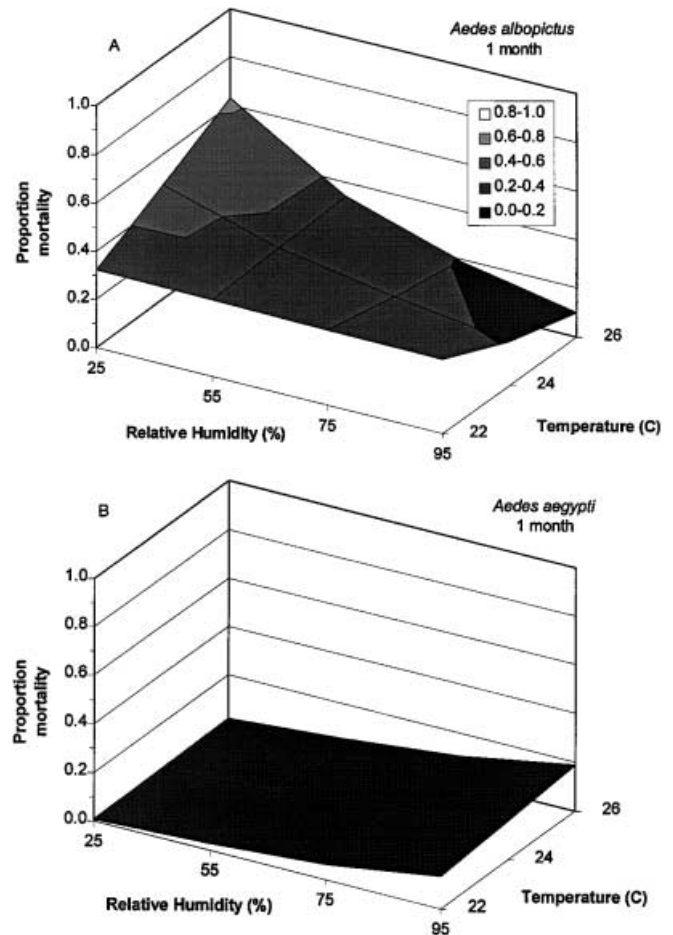 A
Aedes albopictus
1 month
0.8-1.0
0.6-0.8
0.4-0.6
0.2-0.4
0.0-0.2
Proportion
mortality
1.0
0.8
0.6
0.4
0.2
0.0
25
55
75
95
Relative Humidity (%)
22
24
26
Temperature (C)
B
Aedes aegypti
1 month
Proportion
mortality
1.0
0.8
0.6
0.4
0.2
0.0
25
55
75
95
Relative Humidity (%)
22
24
26
Temperature (C)